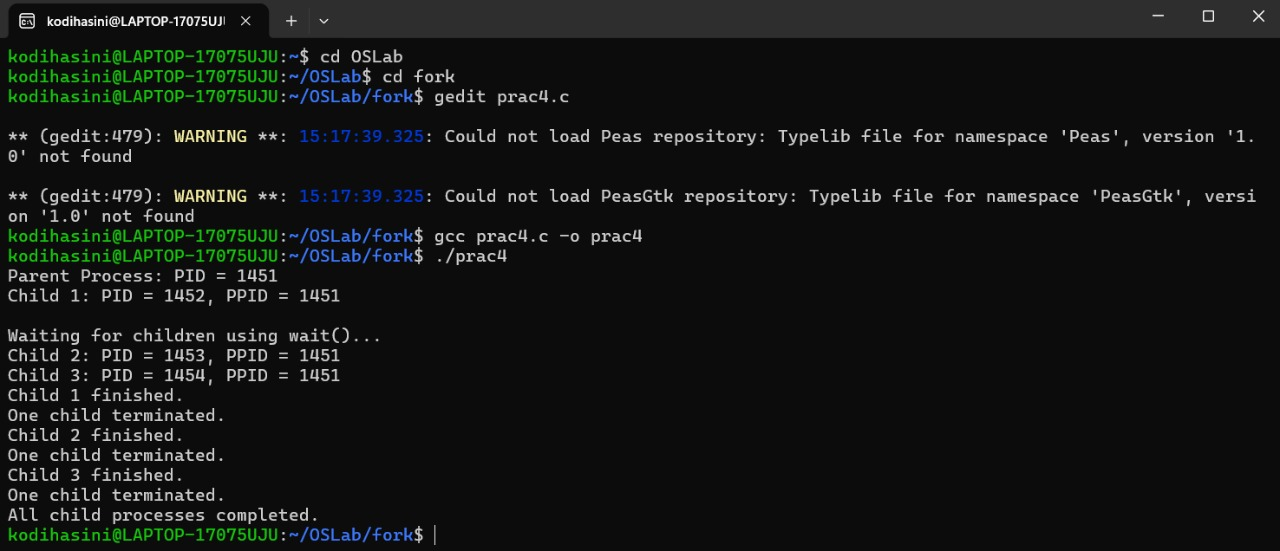 kodihasini@LAPTOP-17075UJU
kodihasini@LAPTOP-17075UJU:~$ cd OSLab
kodihasini@LAPTOP-17075UJU:~/OSLab$ cd fork
kodihasini@LAPTOP-17075UJU:~/OSLab/fork$ gedit prac4.c
** (gedit:479): WARNING **: 15:17:39.325: Could not load Peas repository: Typelib file for namespace 'Peas', version '1.
0' not found
** (gedit:479): WARNING **: 15:17:39.325: Could not load PeasGtk repository: Typelib file for namespace 'PeasGtk', versi
on '1.0' not found
kodihasini@LAPTOP-17075UJU:~/OSLab/fork$ gcc prac4.c -o prac4
kodihasini@LAPTOP-17075UJU:~/OSLab/fork$ ./prac4
Parent Process: PID = 1451
Child 1: PID = 1452, PPID = 1451
Waiting for children using wait()...
Child 2: PID = 1453, PPID = 1451
Child 3: PID = 1454, PPID = 1451
Child 1 finished.
One child terminated.
Child 2 finished.
One child terminated.
Child 3 finished.
One child terminated.
All child processes completed.
kodihasini@LAPTOP-17075UJU:~/OSLab/fork$